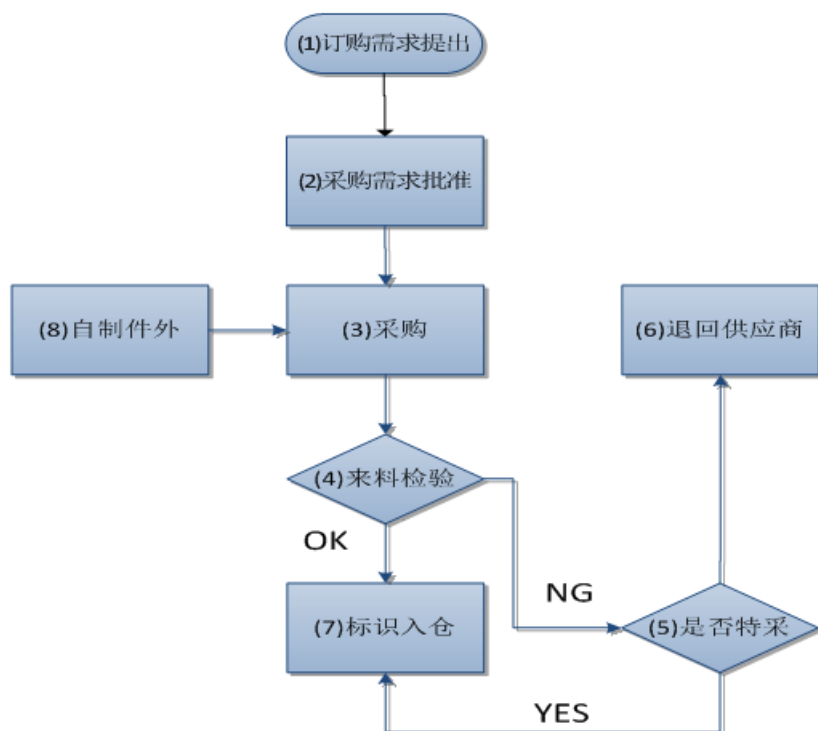 (1)订购需求提出
(2)采购需求批准
(8)自制件外
(3)采购
(6)退回供应商
(4)来料检验
OK
NG
(7)标识入仓
(5)是否特采
YES